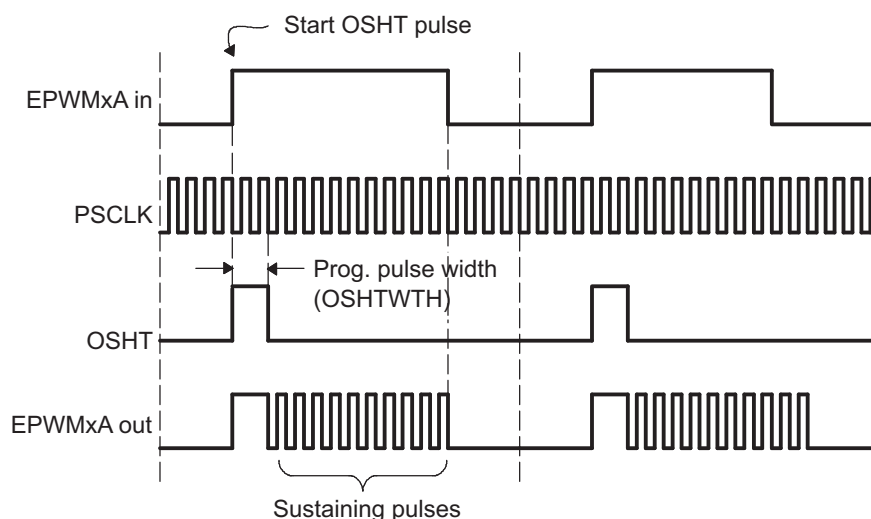 Start OSHT pulse
EPWMxA in
PSCLK
Prog. pulse width
(OSHTWTH)
OSHT
EPWMxA out
Sustaining pulses